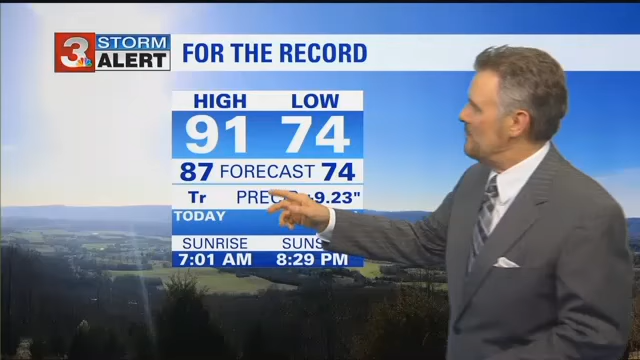 3 STORM ALERT
FOR THE RECORD
HIGH LOW
91 74
87 FORECAST 74
Tr 9.23"
TODAY
SUNRISE
7:01 AM 8:29 PM